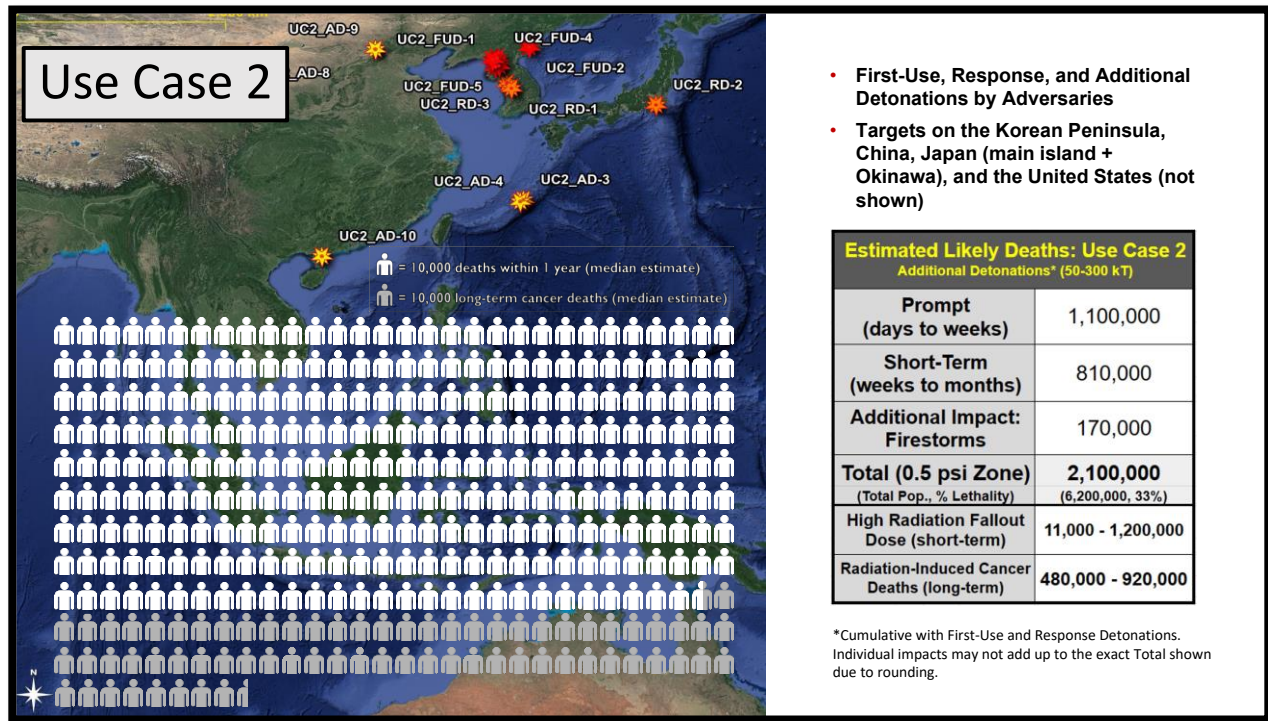 UC2_AD-9
UC2_FUD-1
UC2_FUD-4
Use Case 2
_AD-8
UC2_FUD-2
UC2_FUD-5
UC2_RD-2
UC2_RD-3
UC2_RD-1
UC2_AD-4
UC2_AD-3
UC2_AD-10
= 10,000 deaths within 1 year (median estimate)
= 10,000 long-term cancer deaths (median estimate)
N
• First-Use, Response, and Additional
Detonations by Adversaries
• Targets on the Korean Peninsula,
China, Japan (main island +
Okinawa), and the United States (not
shown)
Estimated Likely Deaths: Use Case 2
Additional Detonations* (50-300 kT)
Prompt
(days to weeks)
1,100,000
Short-Term
(weeks to months)
810,000
Additional Impact:
Firestorms
170,000
Total (0.5 psi Zone)
2,100,000
(Total Pop., % Lethality)
(6,200,000, 33%)
High Radiation Fallout
Dose (short-term)
11,000 - 1,200,000
Radiation-Induced Cancer
Deaths (long-term)
480,000 - 920,000
*Cumulative with First-Use and Response Detonations.
Individual impacts may not add up to the exact Total shown
due to rounding.